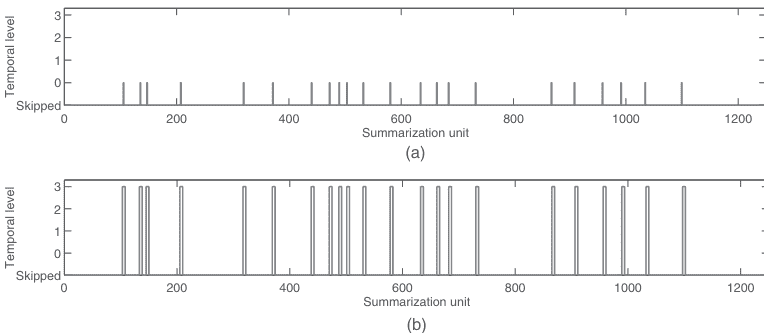 3
2
1
0
Skipped
Temporal level
0 200 400 600 800 1000 1200
Summarization unit
(a)
3
2
1
0
Skipped
Temporal level
0 200 400 600 800 1000 1200
Summarization unit
(b)